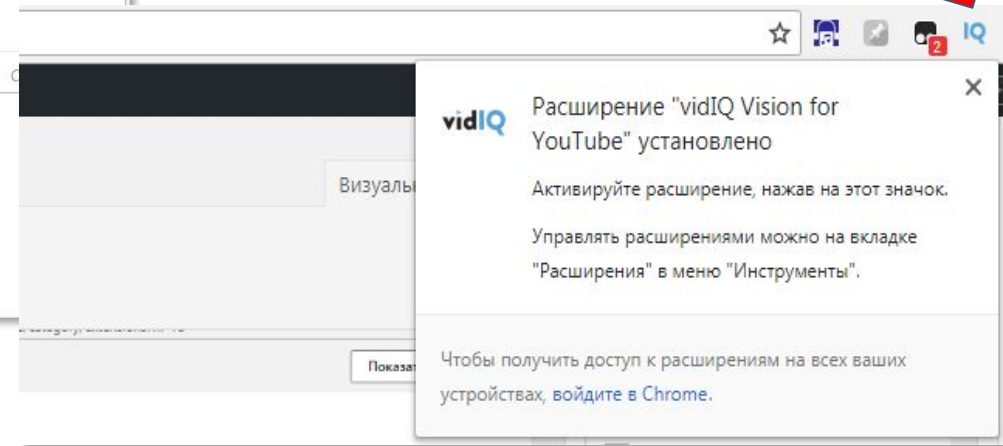 IQ
2
vidIQ
Расширение "vidIQ Vision for
YouTube" установлено
Активируйте расширение, нажав на этот значок.
Управлять расширениями можно на вкладке
"Расширения" в меню "Инструменты".
Визуаль
Показат
Чтобы получить доступ к расширениям на всех ваших
устройствах, войдите в Chrome.